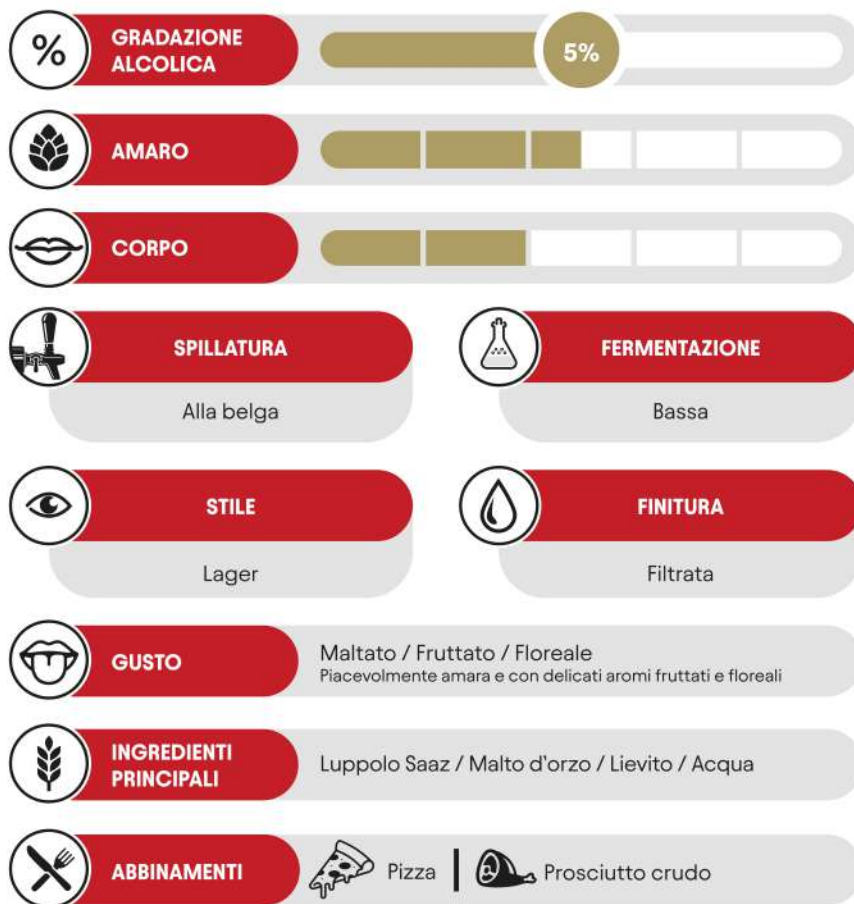 %
GRADAZIONE
ALCOLICA
5%
AMARO
CORPO
SPILLATURA
Alla belga
FERMENTAZIONE
Bassa
STILE
Lager
FINITURA
Filtrata
GUSTO
Maltato / Fruttato / Floreale
Piacevolmente amara e con delicati aromi fruttati e floreali
INGREDIENTI
PRINCIPALI
Luppolo Saaz / Malto d'orzo / Lievito / Acqua
ABBINAMENTI
Pizza
Prosciutto crudo